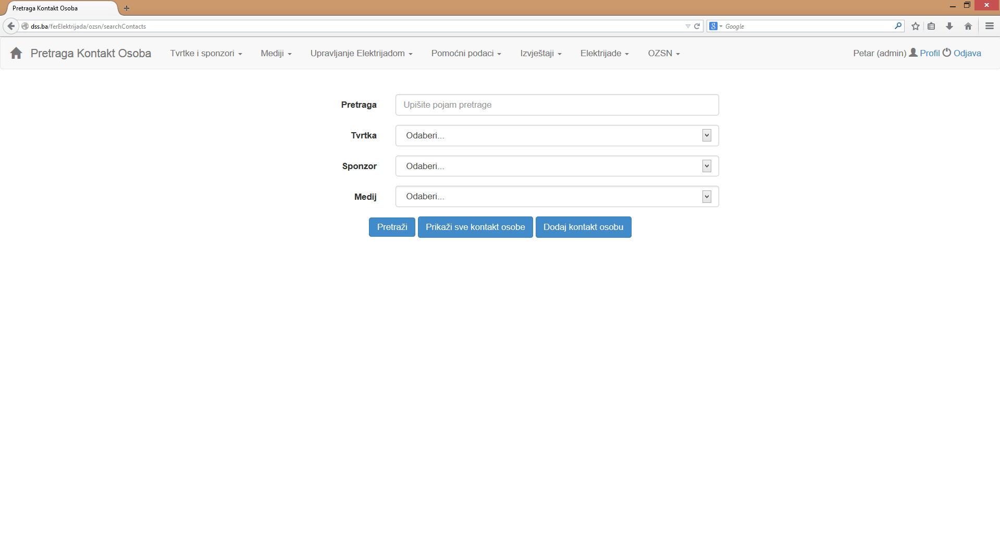 Pretraga Kontakt Osoba
dss.ba/ferElektrijada/ozsn/searchContacts
Google
Pretraga Kontakt Osoba Tvrtke i sponzori Mediji Upravljanje Elektrijadom Pomoćni podaci Izvještaji Elektrijade OZSN Petar (admin) Profil Odjava
Pretraga Upišite pojam pretrage
Tvrtka Odaberi...
Sponzor Odaberi...
Medij Odaberi...
Pretraži Prikaži sve kontakt osobe Dodaj kontakt osobu